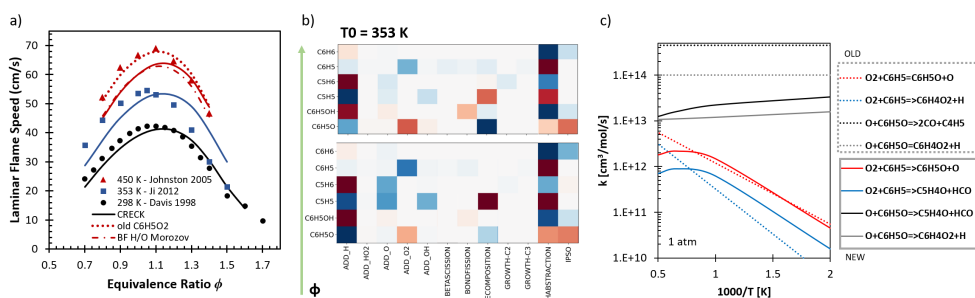 a)
Laminar Flame Speed (cm/s)
70
60
50
40
30
20
10
0
450 K - Johnston 2005
353 K - Ji 2012
298 K - Davis 1998
CRECK
old C6H5O2
BF H/O Morozov
0.5 0.7 0.9 1.1 1.3 1.5 1.7
Equivalence Ratio ϕ
b)
T0 = 353 K
C6H6
C6H5
C5H6
C5H5
C6H5OH
C6H5O
C6H6
C6H5
C5H6
C5H5
C6H5OH
C6H5O
Φ
ADD_H
ADD_HO2
ADD_O
ADD_O2
ADD_OH
BETASCISSION
BONDFISSION
ECOMPOSITION
GROWTH-C2
GROWTH-C3
HABSTRACTION
IPSO
c)
k [cm³/mol/s]
1.E+14
1.E+13
1.E+12
1.E+11
1.E+10
1 atm
0.5 1 1.5 2
1000/T [K]
OLD
O2+C6H5=C6H5O+O
O2+C6H5=>C6H4O2+H
O+C6H5O=>2CO+C4H5
O+C6H5O=C6H4O2+H
O2+C6H5=>C6H5O+O
O2+C6H5=>C5H4O+HCO
O+C6H5O=>C5H4O+HCO
O+C6H5O=>C6H4O2+H
NEW